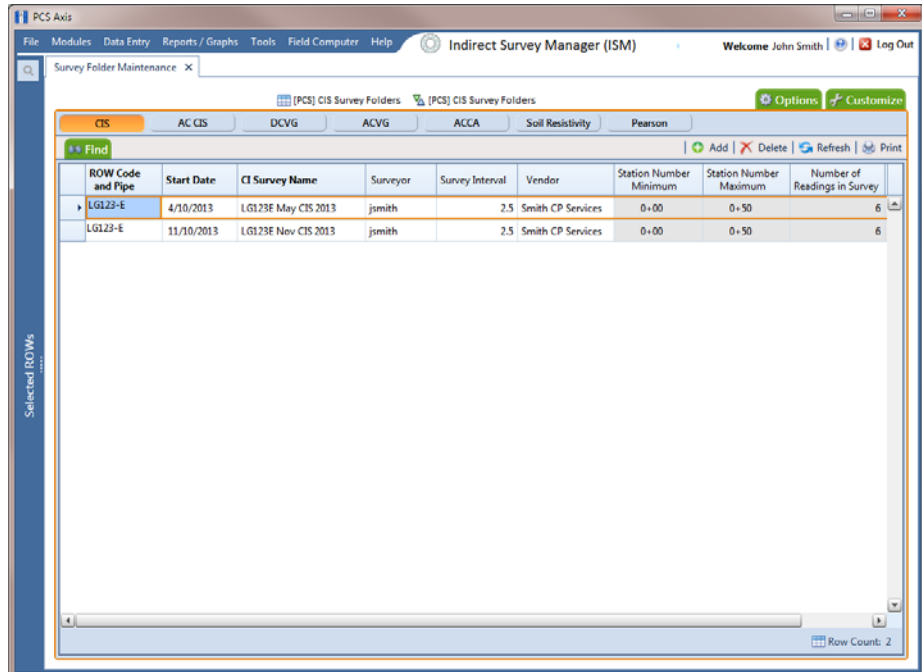 PCS Axis
File Modules Data Entry Reports / Graphs Tools Field Computer Help Indirect Survey Manager (ISM) Welcome John Smith | | Log Out
Survey Folder Maintenance X
[PCS] CIS Survey Folders [PCS] CIS Survey Folders Options Customize
CIS AC CIS DCVG ACVG ACCA Soil Resistivity Pearson
Find | Add | Delete | Refresh | Print
ROW Code and Pipe Start Date CI Survey Name Surveyor Survey Interval Vendor Station Number Minimum Station Number Maximum Number of Readings in Survey
LG123-E 4/10/2013 LG123E May CIS 2013 jsmith 2.5 Smith CP Services 0+00 0+50 6
LG123-E 11/10/2013 LG123E Nov CIS 2013 jsmith 2.5 Smith CP Services 0+00 0+50 6
Selected ROWs
Row Count: 2